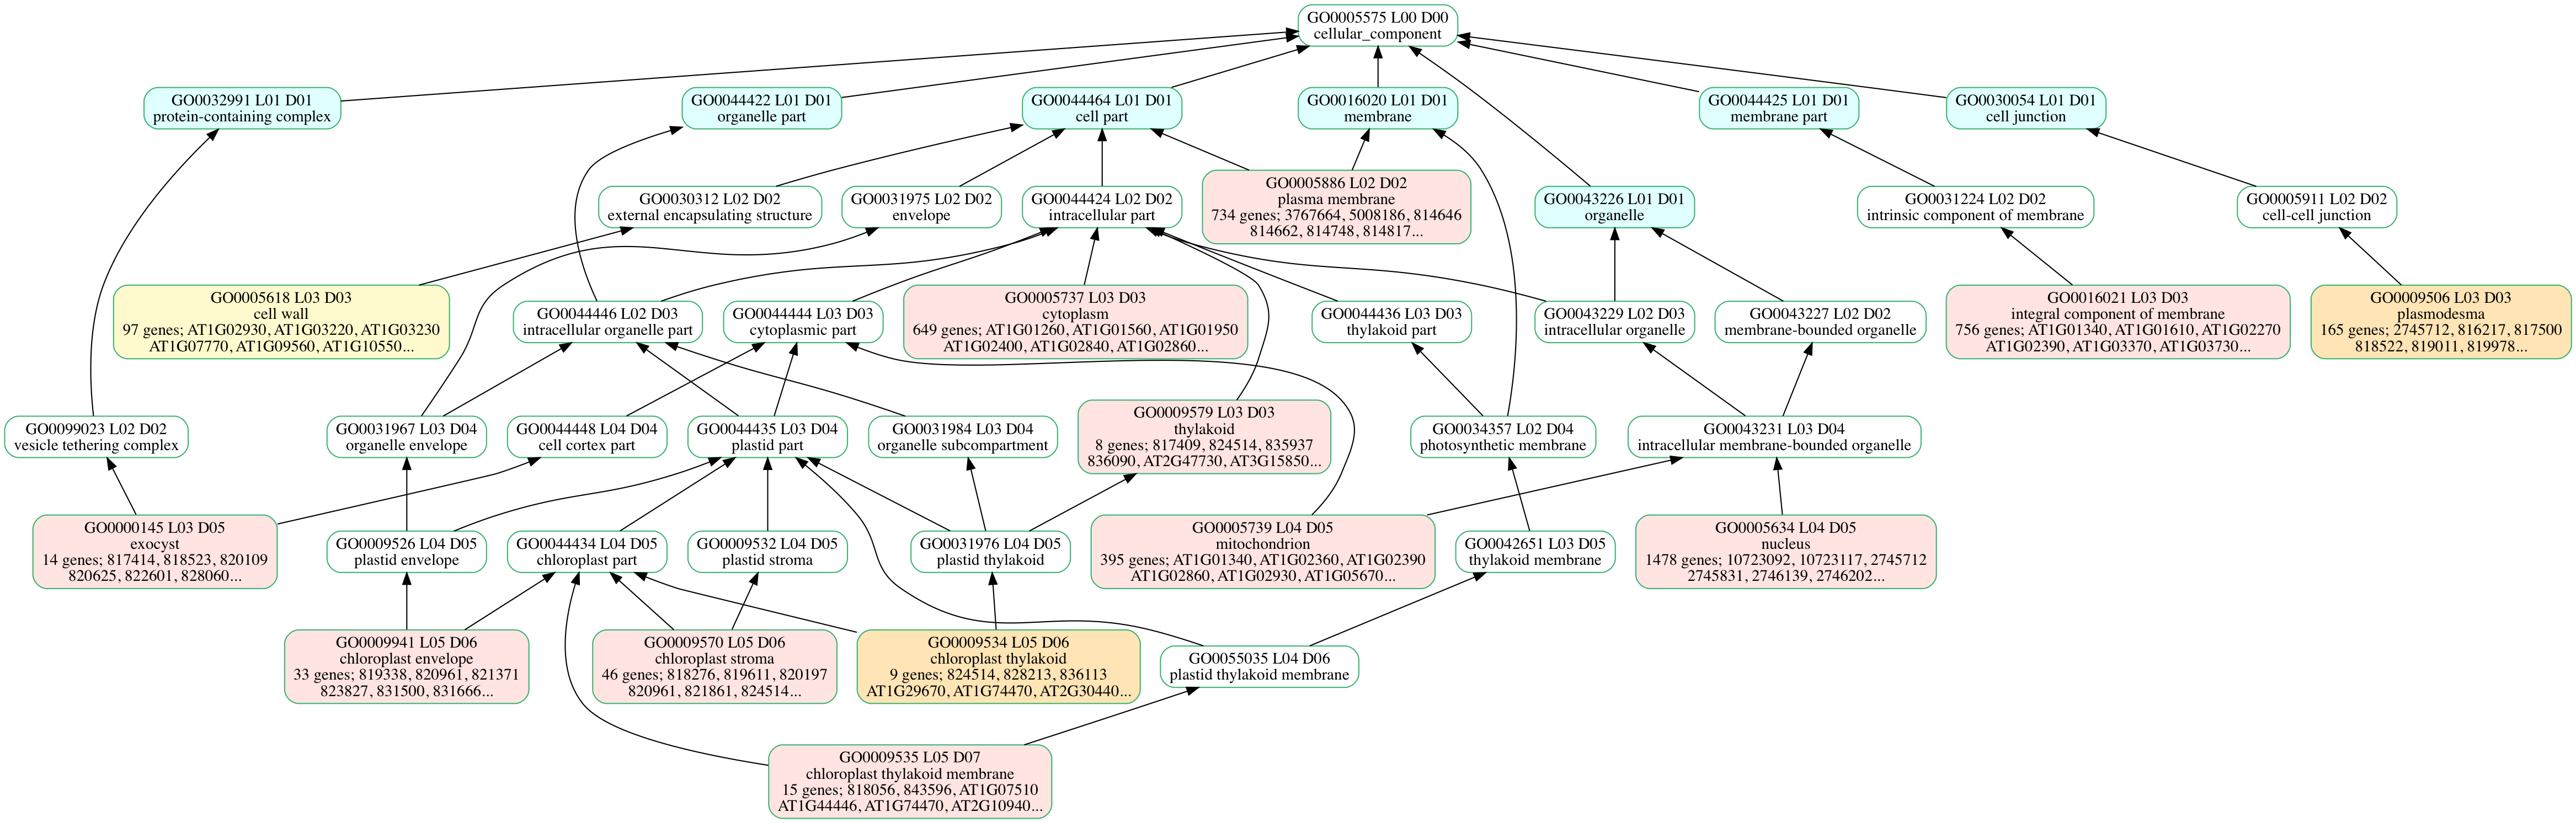 GO0005575 L00 D00
cellular_component
GO0032991 L01 D01
protein-containing complex
GO0044422 L01 D01
organelle part
GO0044464 L01 D01
cell part
GO0016020 L01 D01
membrane
GO0044425 L01 D01
membrane part
GO0030054 L01 D01
cell junction
GO0030312 L02 D02
external encapsulating structure
GO0031975 L02 D02
envelope
GO0044424 L02 D02
intracellular part
GO0005886 L02 D02
plasma membrane
734 genes; 3767664, 5008186, 814646
814662, 814748, 814817...
GO0043226 L01 D01
organelle
GO0031224 L02 D02
intrinsic component of membrane
GO0005911 L02 D02
cell-cell junction
GO0005618 L03 D03
cell wall
97 genes; AT1G02930, AT1G03220, AT1G03230
AT1G07770, AT1G09560, AT1G10550...
GO0044446 L02 D03
intracellular organelle part
GO0044444 L03 D03
cytoplasmic part
GO0005737 L03 D03
cytoplasm
649 genes; AT1G01260, AT1G01560, AT1G01950
AT1G02400, AT1G02840, AT1G02860...
GO0044436 L03 D03
thylakoid part
GO0043229 L02 D03
intracellular organelle
GO0043227 L02 D02
membrane-bounded organelle
GO0016021 L03 D03
integral component of membrane
756 genes; AT1G01340, AT1G01610, AT1G02270
AT1G02390, AT1G03370, AT1G03730...
GO0009506 L03 D03
plasmodesma
165 genes; 2745712, 816217, 817500
818522, 819011, 819978...
GO0099023 L02 D02
vesicle tethering complex
GO0031967 L03 D04
organelle envelope
GO0044448 L04 D04
cell cortex part
GO0044435 L03 D04
plastid part
GO0031984 L03 D04
organelle subcompartment
GO0009579 L03 D03
thylakoid
8 genes; 817409, 824514, 835937
836090, AT2G47730, AT3G15850...
GO0034357 L02 D04
photosynthetic membrane
GO0043231 L03 D04
intracellular membrane-bounded organelle
GO0000145 L03 D05
exocyst
14 genes; 817414, 818523, 820109
820625, 822601, 828060...
GO0009526 L04 D05
plastid envelope
GO0044434 L04 D05
chloroplast part
GO0009532 L04 D05
plastid stroma
GO0031976 L04 D05
plastid thylakoid
GO0005739 L04 D05
mitochondrion
395 genes; AT1G01340, AT1G02360, AT1G02390
AT1G02860, AT1G02930, AT1G05670...
GO0042651 L03 D05
thylakoid membrane
GO0005634 L04 D05
nucleus
1478 genes; 10723092, 10723117, 2745712
2745831, 2746139, 2746202...
GO0009941 L05 D06
chloroplast envelope
33 genes; 819338, 820961, 821371
823827, 831500, 831666...
GO0009570 L05 D06
chloroplast stroma
46 genes; 818276, 819611, 820197
820961, 821861, 824514...
GO0009534 L05 D06
chloroplast thylakoid
9 genes; 824514, 828213, 836113
AT1G29670, AT1G74470, AT2G30440...
GO0055035 L04 D06
plastid thylakoid membrane
GO0009535 L05 D07
chloroplast thylakoid membrane
15 genes; 818056, 843596, AT1G07510
AT1G44446, AT1G74470, AT2G10940...